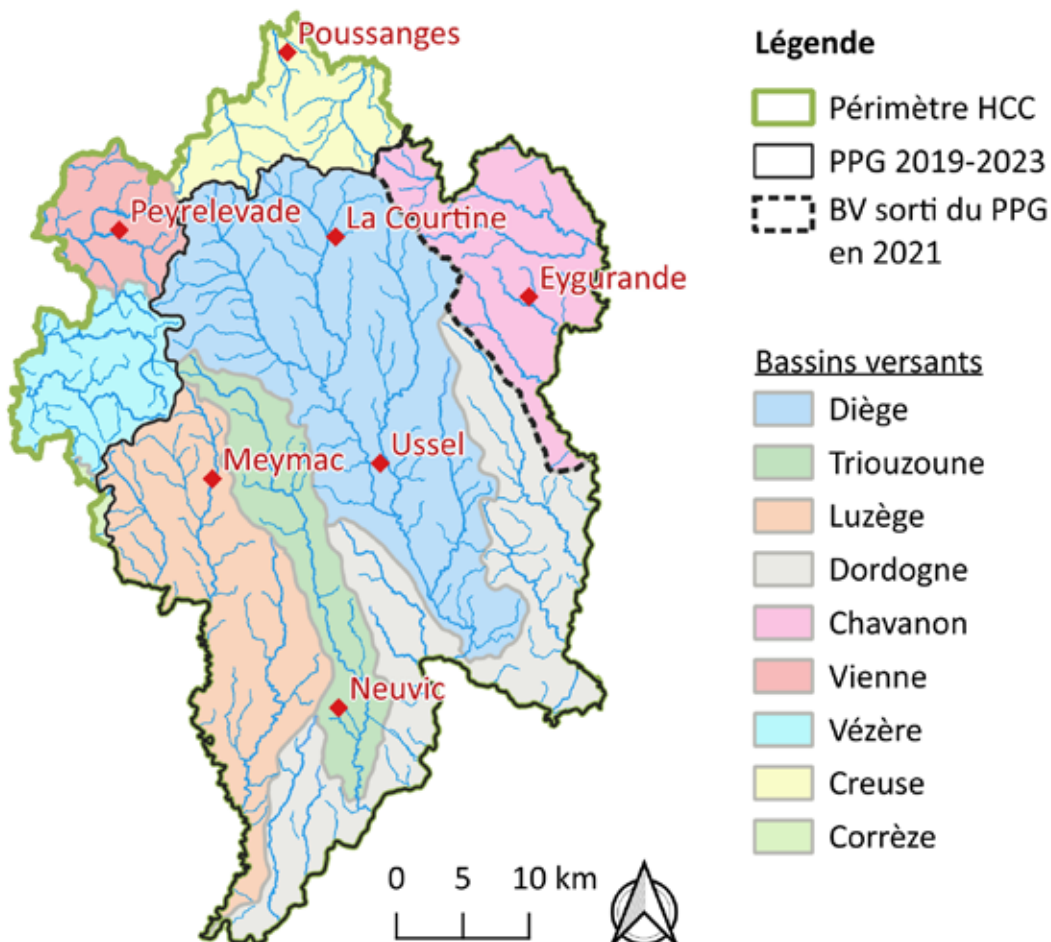 Poussanges
Peyrelevade
La Courtine
Eygurande
Meymac
Ussel
Neuvic
0 5 10 km
Légende
Périmètre HCC
PPG 2019-2023
BV sorti du PPG
en 2021
Bassins versants
Diège
Triouzoune
Luzège
Dordogne
Chavanon
Vienne
Vézère
Creuse
Corrèze